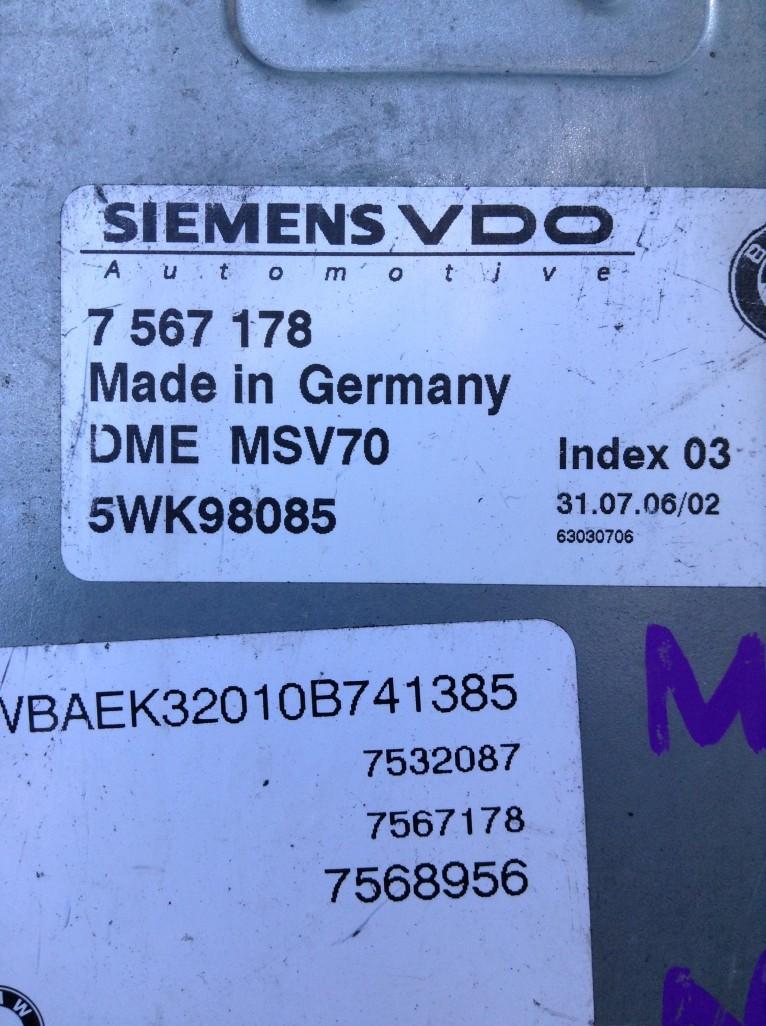 SIEMENS VDO
Automotive
7 567 178
Made in Germany
DME MSV70
Index 03
5WK98085
31.07.06/02
63030706
WBAEK32010B741385
7532087
7567178
7568956
M